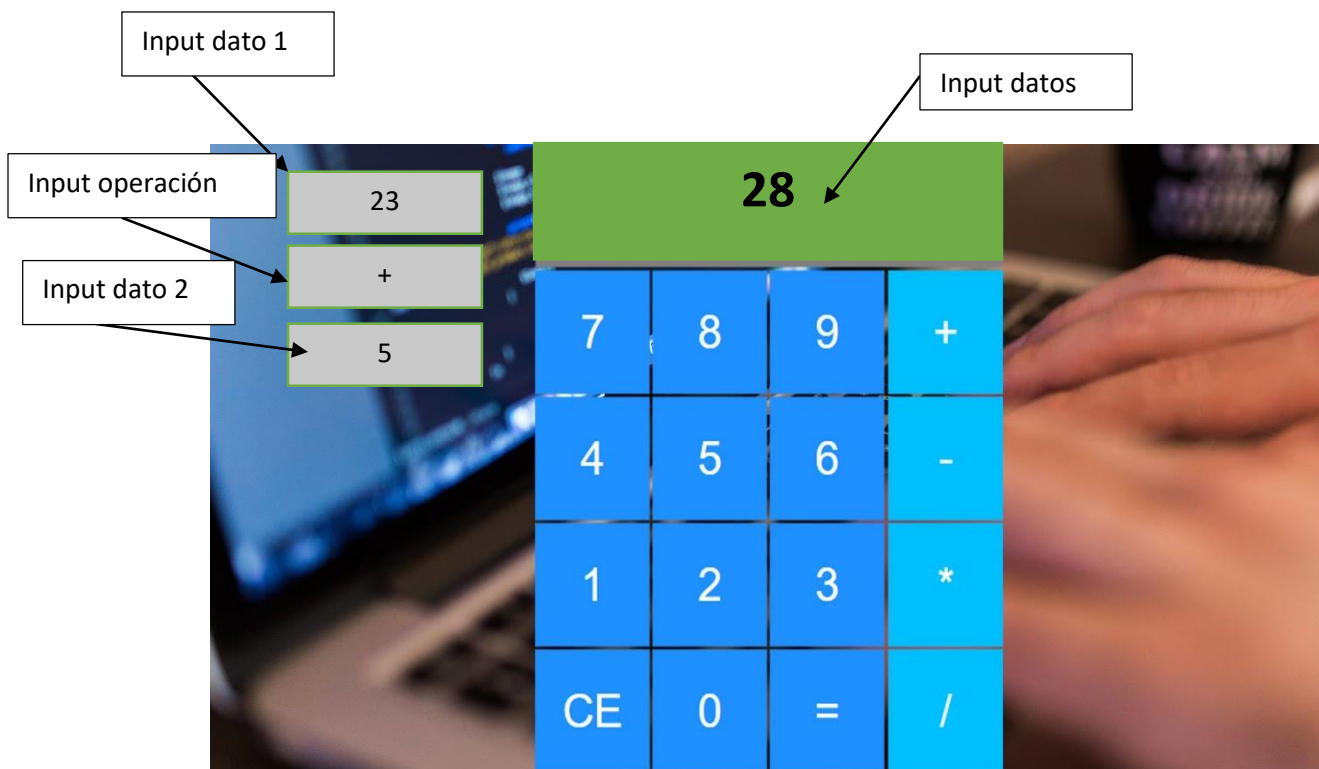 Input dato 1
Input datos
Input operación
Input dato 2
23
+
5
28
7 8 9 +
4 5 6 -
1 2 3 *
CE 0 = /